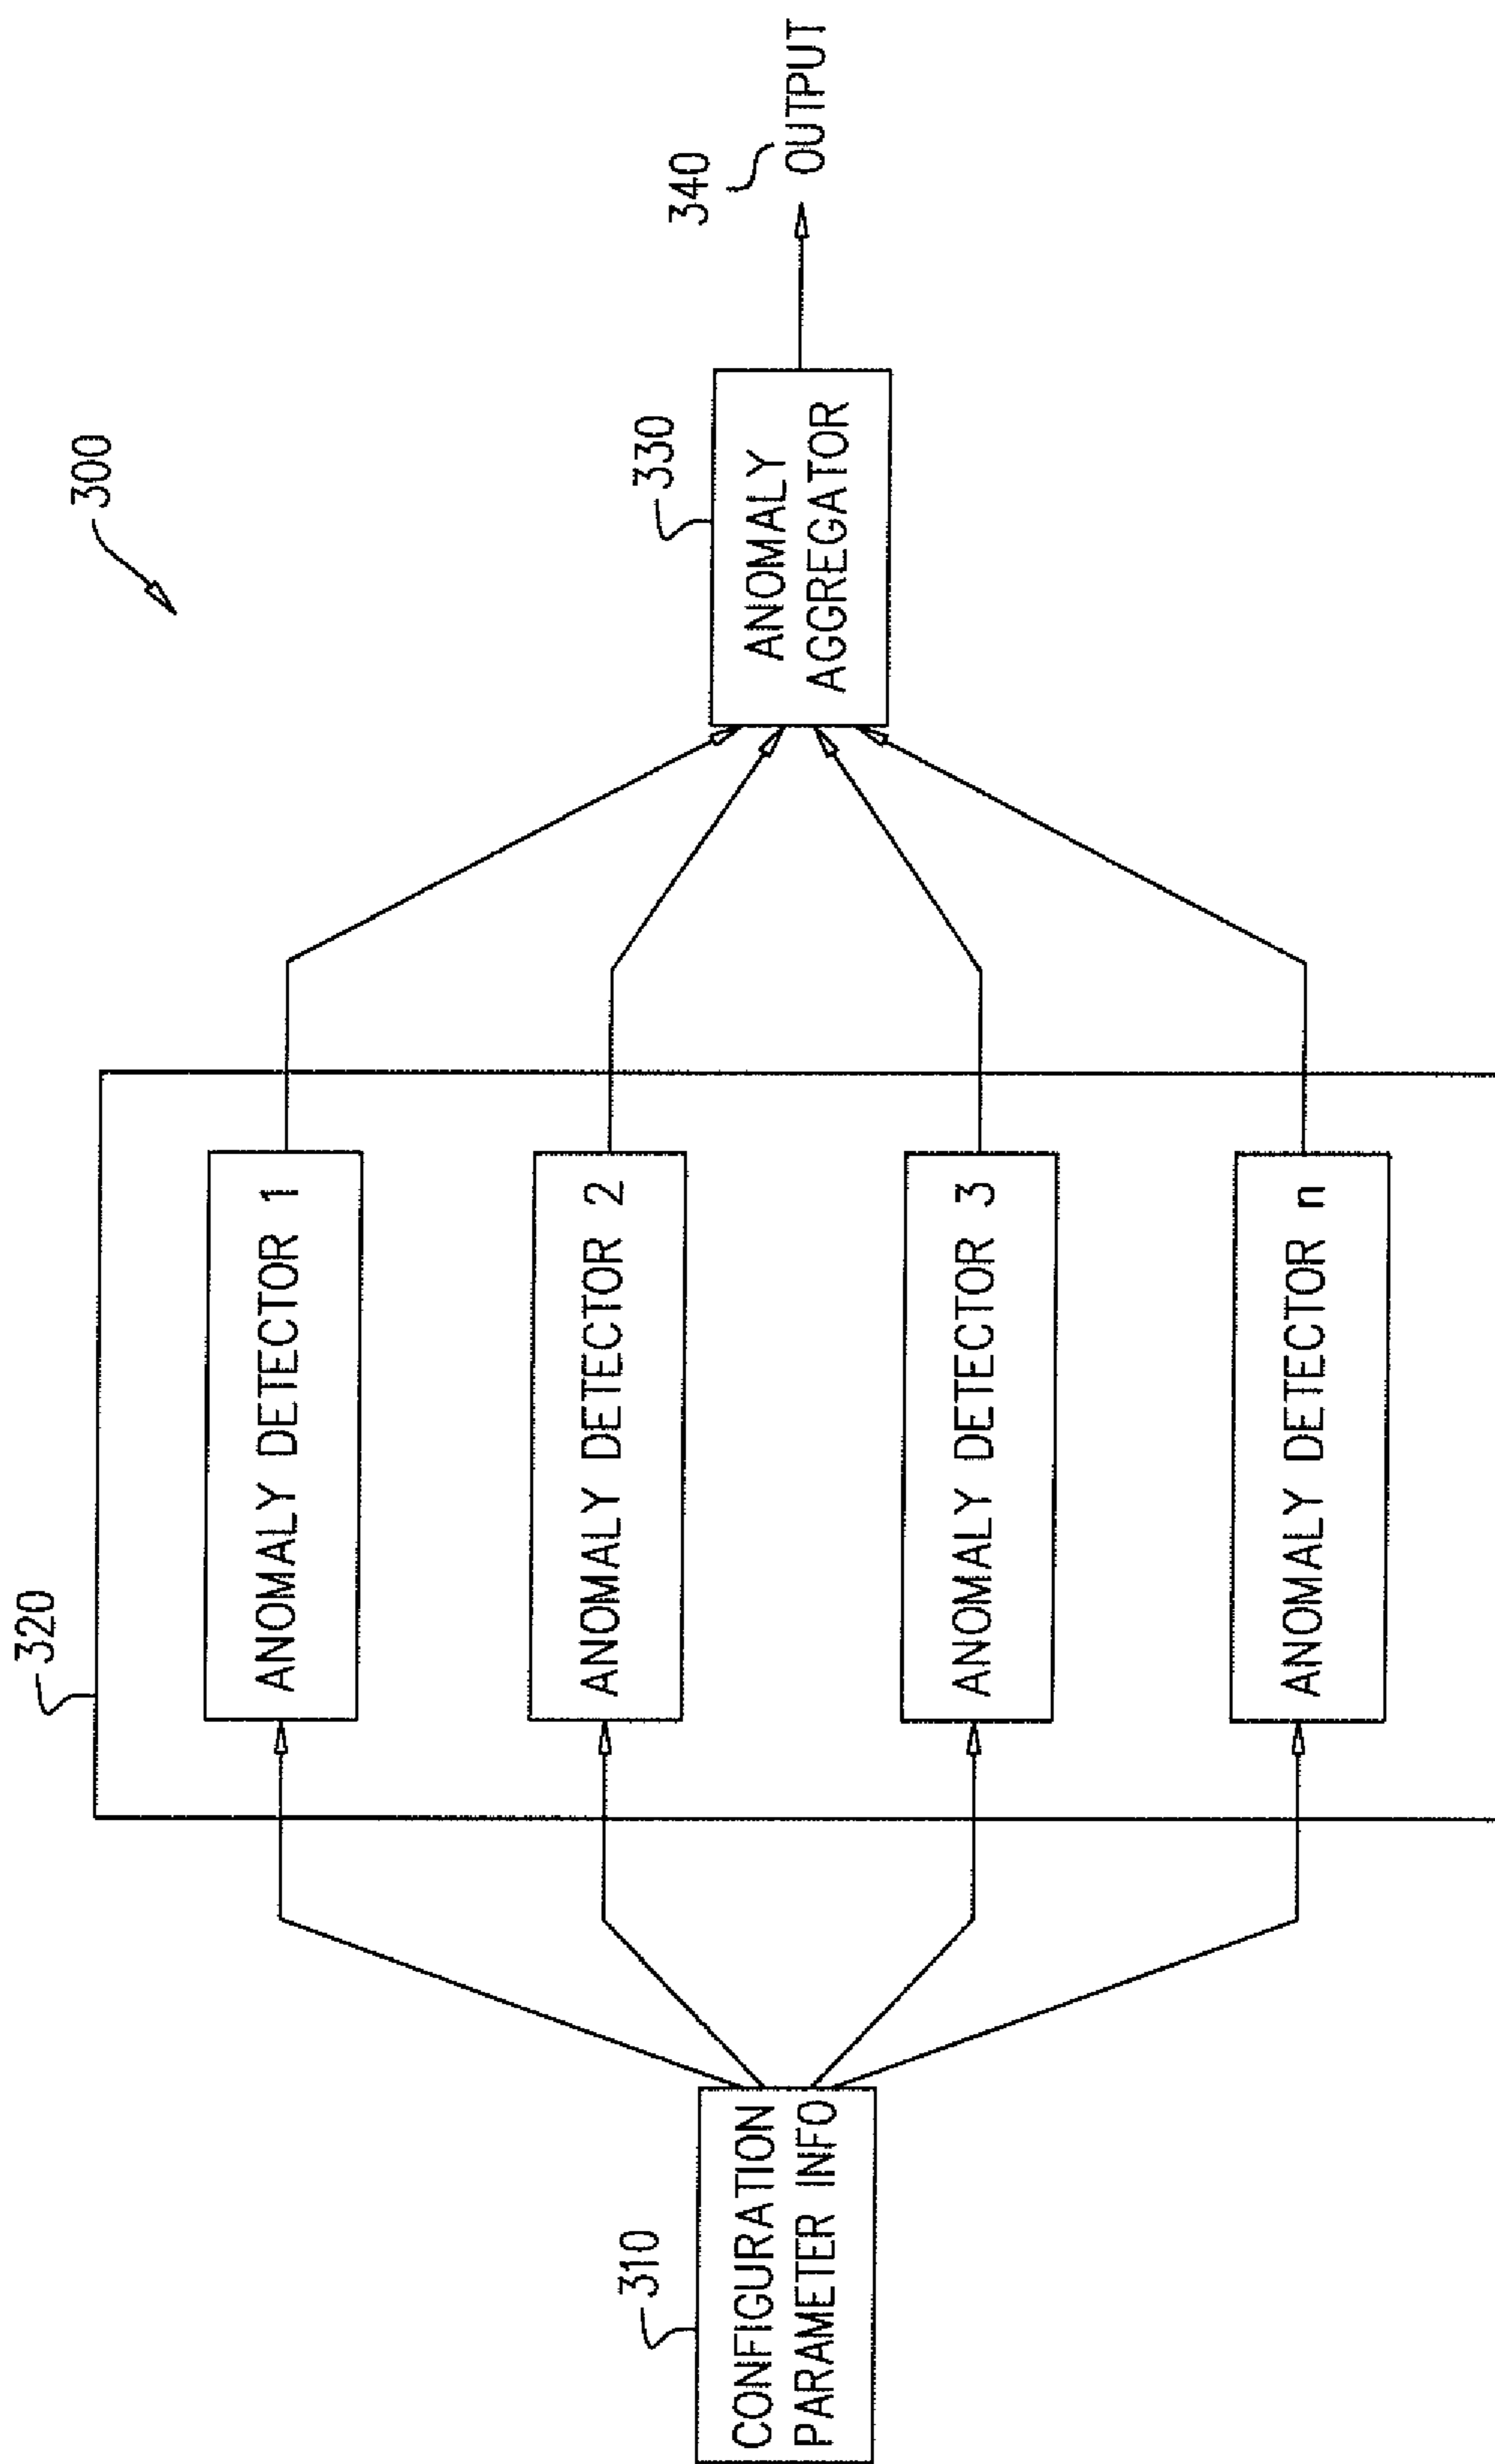 300
310
CONFIGURATION
PARAMETER INFO
320
ANOMALY DETECTOR 1
ANOMALY DETECTOR 2
ANOMALY DETECTOR 3
ANOMALY DETECTOR n
330
ANOMALY
AGGREGATOR
340
OUTPUT